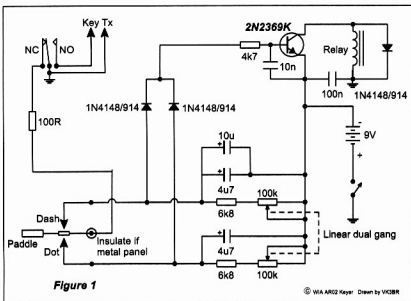 2N2369K
Key Tx
NC
NO
Relay
4k7
10n
100n
1N4148/914
1N4148/914
1N4148/914
100R
10u
9V
-
+
+
4u7
Dash
6k8
100k
Insulate if
metal panel
Linear dual gang
Paddle
Dot
+
4u7
+
6k8
100k
Figure 1
© WIA AR02 Keyer Drawn by VK3BR